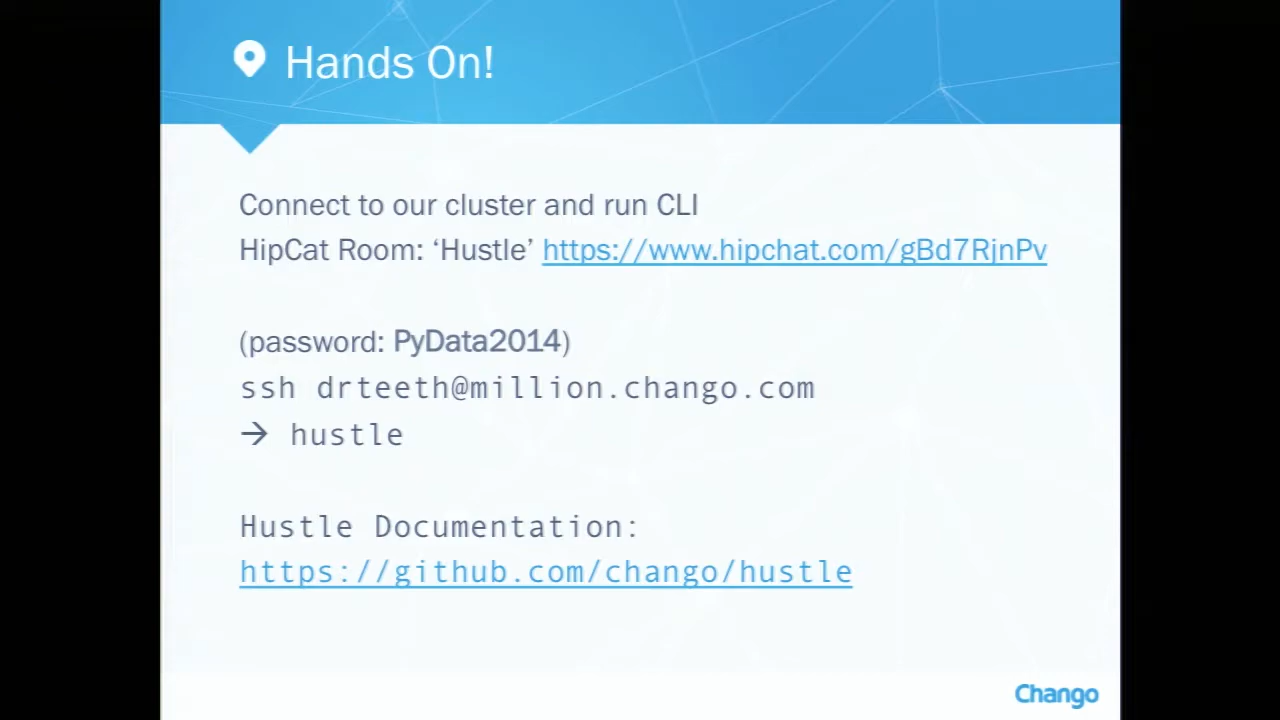 Hands On!
Connect to our cluster and run CLI
HipCat Room: ‘Hustle’ https://www.hipchat.com/gBd7RjnPv
(password: PyData2014)
ssh drteeth@million.chango.com
→ hustle
Hustle Documentation:
https://github.com/chango/hustle
Chango